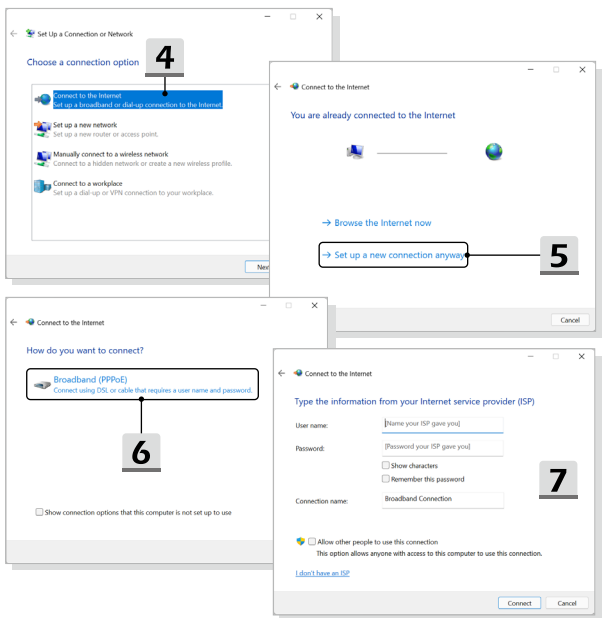 Set Up a Connection or Network
Choose a connection option
4
Connect to the Internet
Set up a broadband or dial-up connection to the Internet.
Set up a new network
Set up a new router or access point.
Manually connect to a wireless network
Connect to a hidden network or create a new wireless profile.
Connect to a workplace
Set up a dial-up or VPN connection to your workplace.
Connect to the Internet
You are already connected to the Internet
→ Browse the Internet now
→ Set up a new connection anyway
5
Cancel
Connect to the Internet
How do you want to connect?
Broadband (PPPoE)
Connect using DSL or cable that requires a user name and password.
6
Show connection options that this computer is not set up to use
Connect to the Internet
Type the information from your Internet service provider (ISP)
User name: [Name your ISP gave you]
Password: [Password your ISP gave you]
Show characters
Remember this password
7
Connection name: Broadband Connection
Allow other people to use this connection
This option allows anyone with access to this computer to use this connection.
I don't have an ISP
Connect Cancel